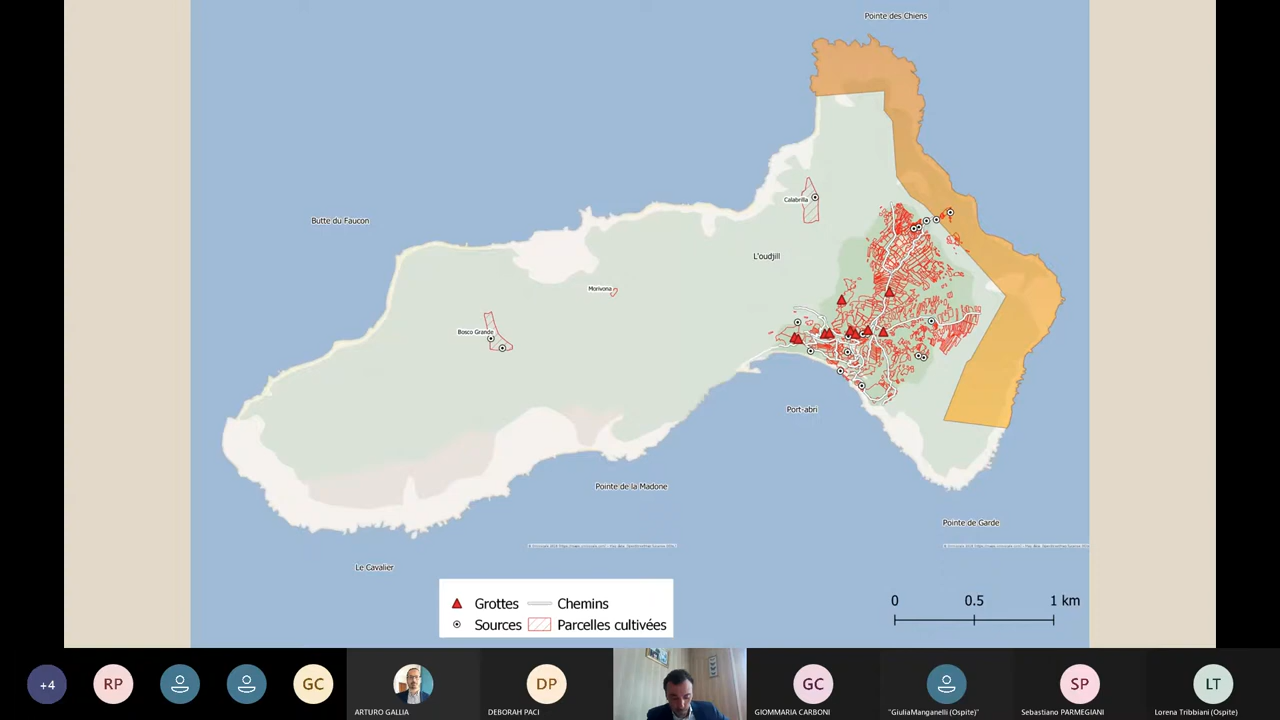 Pointe des Chiens
Calabrilla
Butte du Faucon
L'oudjill
Morivona
Bosco Grande
Port-abri
Pointe de la Madone
Pointe de Garde
Le Cavalier
Grottes
Chemins
Sources
Parcelles cultivées
0 0.5 1 km
+4
RP
GC
ARTURO GALLIA
DP
DEBORAH PACI
GC
GIOMMARIA CARBONI
"GiuliaManganelli (Ospite)"
SP
Sebastiano PARMEGIANI
LT
Lorena Tribbiani (Ospite)